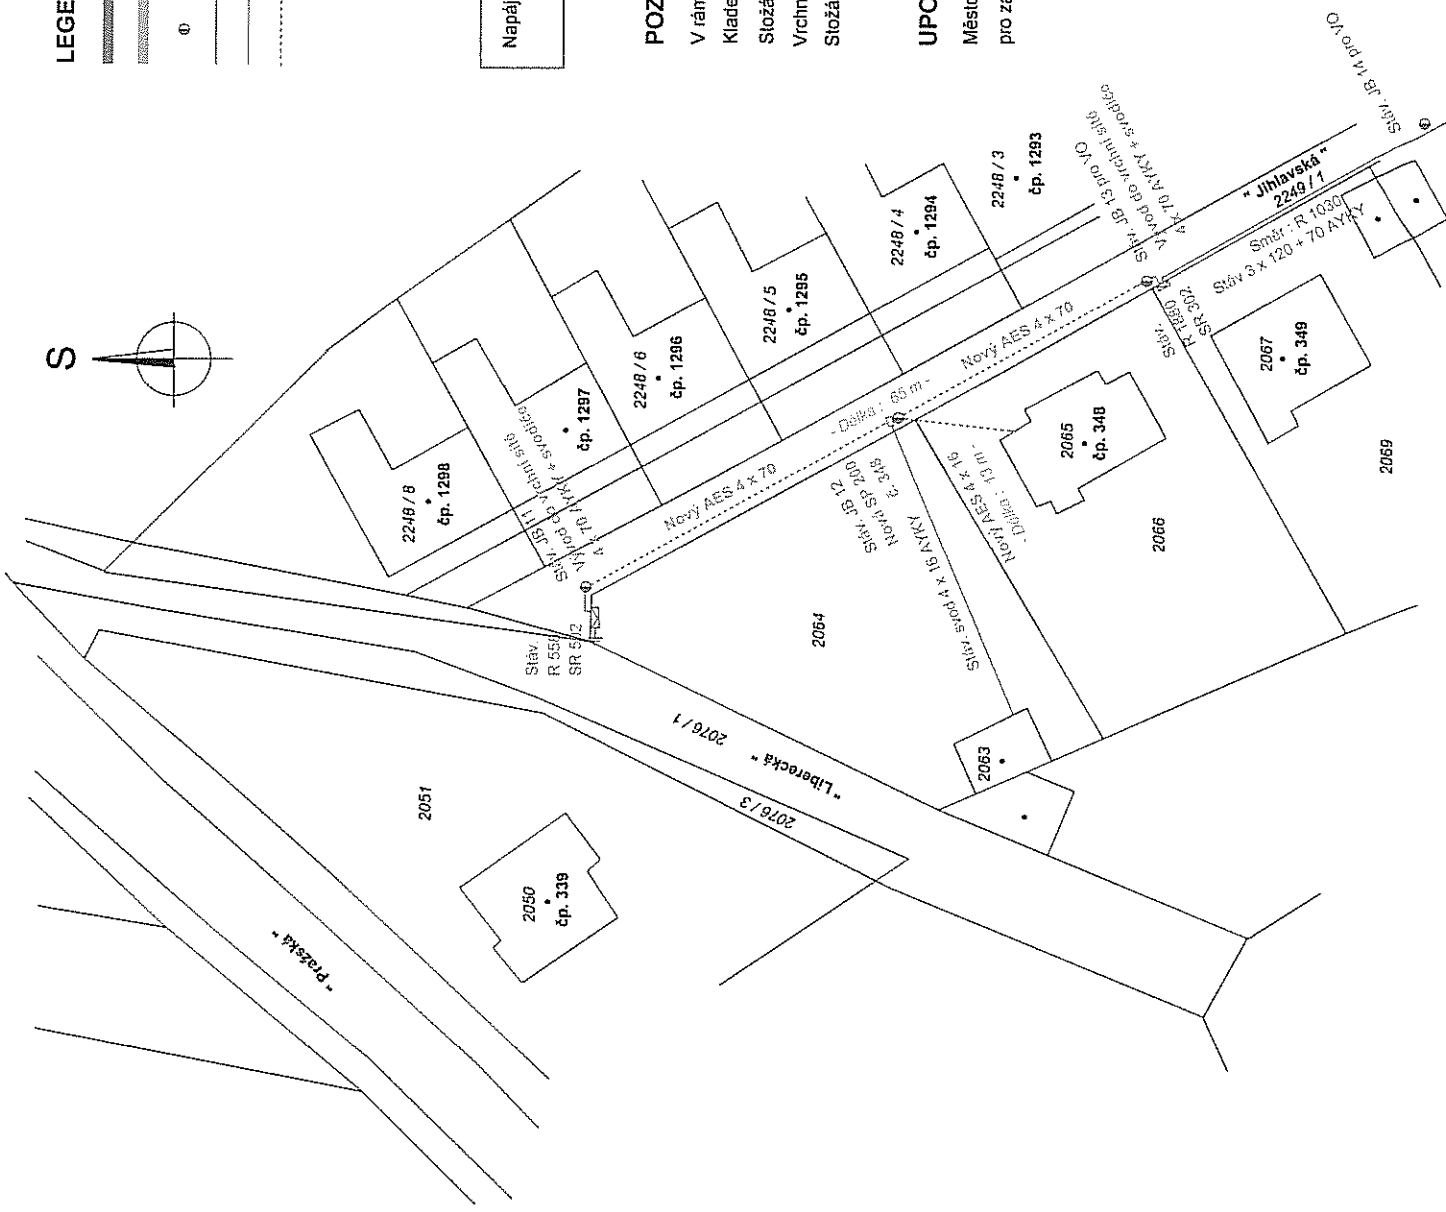 LEGE
Napáj
POZ
V rám
Klade
Stožá
Vrchn
Stožá
UPO
Město
pro za
S
2248 / 8
čp. 1298
čp. 1297
2248 / 6
čp. 1296
2248 / 5
čp. 1295
2248 / 4
čp. 1294
2248 / 3
čp. 1293
Stáv. JB 11
Vývod do vrchní sítě
4 x 70 AYKY + svodiče
Stáv.
R 558
SR 502
Nový AES 4 x 70
- Délka : 65 m -
Nový AES 4 x 70
Stáv. JB 12
Nová SP 200
č. 348
Stáv. svod 4 x 16 AYKY
Nový AES 4 x 16
- Délka : 13 m -
Stáv. JB 13 pro VO
Vývod do vrchní sítě
4 x 70 AYKY + svodiče
Stáv.
R 1880
SR 302
" Jihlavská "
2249 / 1
Směr : R 1030
Stáv 3 x 120 + 70 AYKY
Stáv. JB 14 pro VO
2065
čp. 348
2067
čp. 349
2069
2066
2064
2063
2076 / 1
" Liberecká "
2076 / 3
2051
2050
čp. 339
" Pražská "